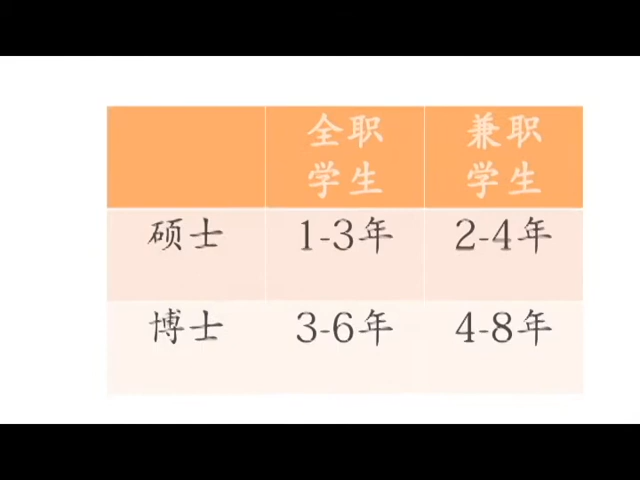 全职 兼职
学生 学生
硕士 1-3年 2-4年
博士 3-6年 4-8年